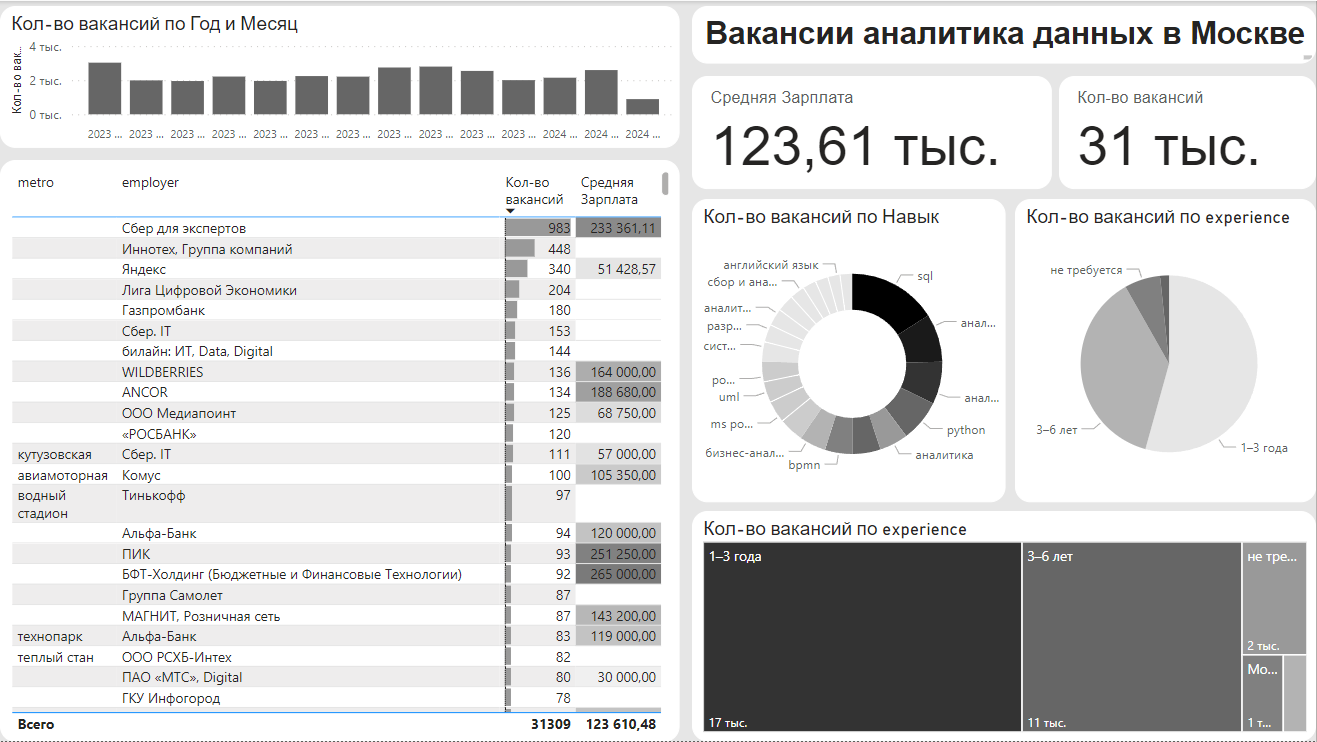 Кол-во вакансий по Год и Месяц
Кол-во вак...
4 тыс.
2 тыс.
0 тыс.
2023 ... 2023 ... 2023 ... 2023 ... 2023 ... 2023 ... 2023 ... 2023 ... 2023 ... 2023 ... 2023 ... 2024 ... 2024 ... 2024 ...
Вакансии аналитика данных в Москве
Средняя Зарплата
123,61 тыс.
Кол-во вакансий
31 тыс.
metro employer Кол-во вакансий Средняя Зарплата
Сбер для экспертов 983 233 361,11
Иннотех, Группа компаний 448
Яндекс 340 51 428,57
Лига Цифровой Экономики 204
Газпромбанк 180
Сбер. IT 153
билайн: ИТ, Data, Digital 144
WILDBERRIES 136 164 000,00
ANCOR 134 188 680,00
ООО Медиапоинт 125 68 750,00
«РОСБАНК» 120
кутузовская Сбер. IT 111 57 000,00
авиамоторная Комус 100 105 350,00
водный стадион Тинькофф 97
Альфа-Банк 94 120 000,00
ПИК 93 251 250,00
БФТ-Холдинг (Бюджетные и Финансовые Технологии) 92 265 000,00
Группа Самолет 87
МАГНИТ, Розничная сеть 87 143 200,00
технопарк Альфа-Банк 83 119 000,00
теплый стан ООО РСХБ-Интех 82
ПАО «МТС», Digital 80 30 000,00
ГКУ Инфогород 78
Всего 31309 123 610,48
Кол-во вакансий по Навык
английский язык
sql
сбор и ана...
аналит...
анал...
разр...
сист...
ро...
uml
анал...
ms po...
python
бизнес-анал...
аналитика
bpmn
Кол-во вакансий по experience
не требуется
3–6 лет
1–3 года
Кол-во вакансий по experience
1–3 года
17 тыс.
3–6 лет
11 тыс.
не тре...
2 тыс.
Мо...
1 т...